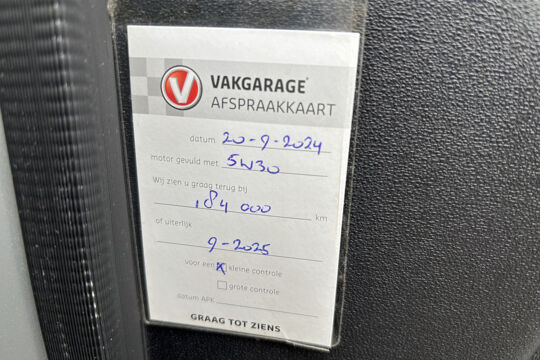 V
VAKGARAGE
AFSPRAAKKAART
datum 20-9-2024
motor gevuld met 5W30
Wij zien u graag terug bij
184 000 km
of uiterlijk
9-2025
voor een x kleine controle
grote controle
datum APK
GRAAG TOT ZIENS